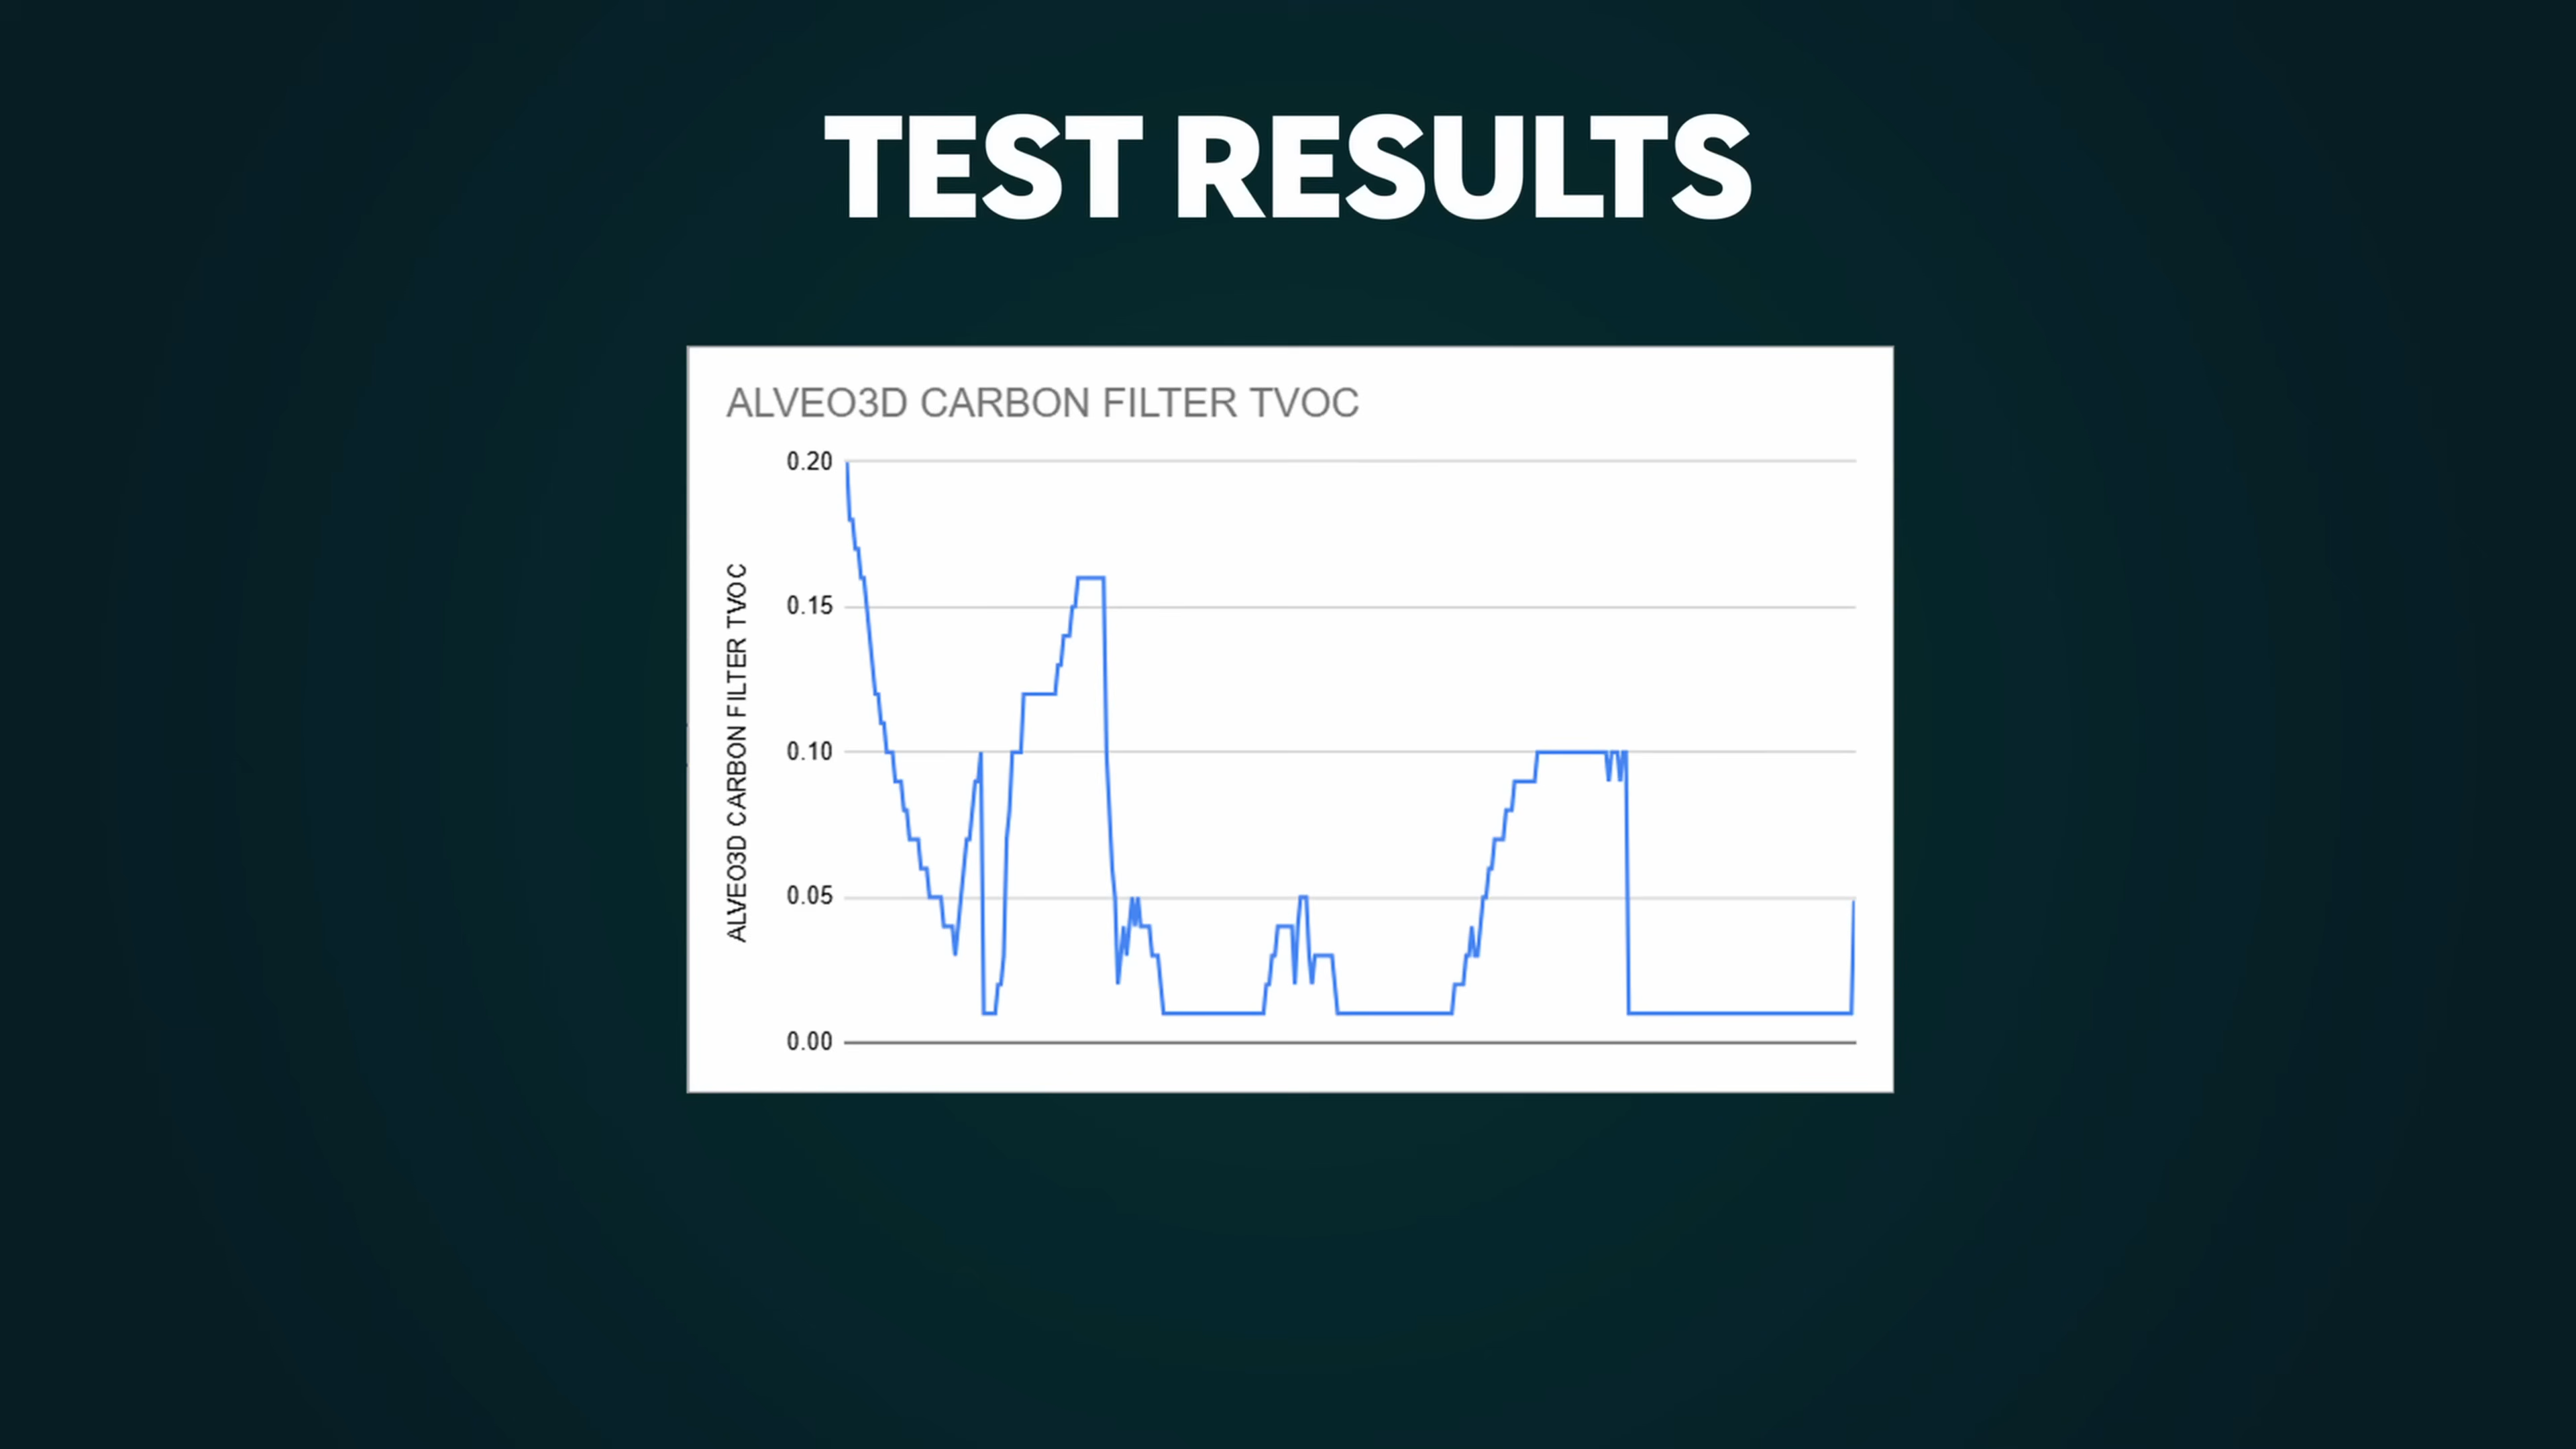 TEST RESULTS
ALVEO3D CARBON FILTER TVOC
ALVEO3D CARBON FILTER TVOC
0.20
0.15
0.10
0.05
0.00